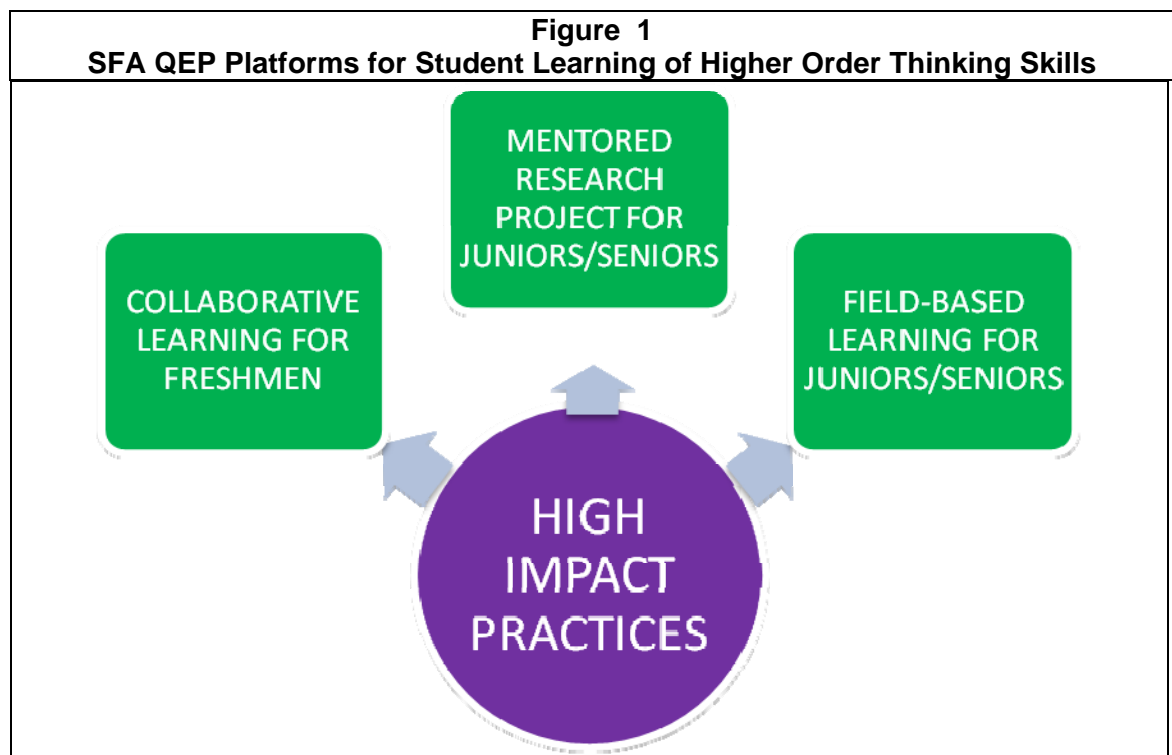 Figure 1
SFA QEP Platforms for Student Learning of Higher Order Thinking Skills
MENTORED
RESEARCH
PROJECT FOR
JUNIORS/SENIORS
COLLABORATIVE
LEARNING FOR
FRESHMEN
FIELD-BASED
LEARNING FOR
JUNIORS/SENIORS
HIGH
IMPACT
PRACTICES